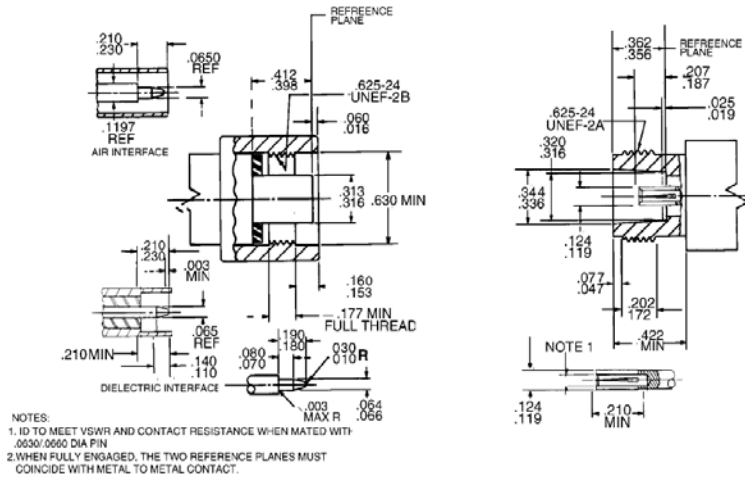 REFREENCE
PLANE
.210
.230
.0650
REF
.412
.398
.625-24
UNEF-2B
.060
.016
.1197
REF
AIR INTERFACE
.313
.316
.630 MIN
.210
.230
.003
MIN
.160
.153
.177 MIN
FULL THREAD
.065
REF
.210 MIN
.140
.110
DIELECTRIC INTERFACE
.190
.180
.080
.070
030
010 R
.003
MAX R
.064
.066
.362
.356
REFREENCE
PLANE
.207
.187
.025
.019
.625-24
UNEF-2A
.320
.316
.344
.336
.124
.119
.077
.047
.202
172
.422
MIN
NOTE 1
.124
.119
.210
MIN
NOTES:
1. ID TO MEET VSWR AND CONTACT RESISTANCE WHEN MATED WITH
.0630/.0660 DIA PIN
2.WHEN FULLY ENGAGED, THE TWO REFERENCE PLANES MUST
COINCIDE WITH METAL TO METAL CONTACT.